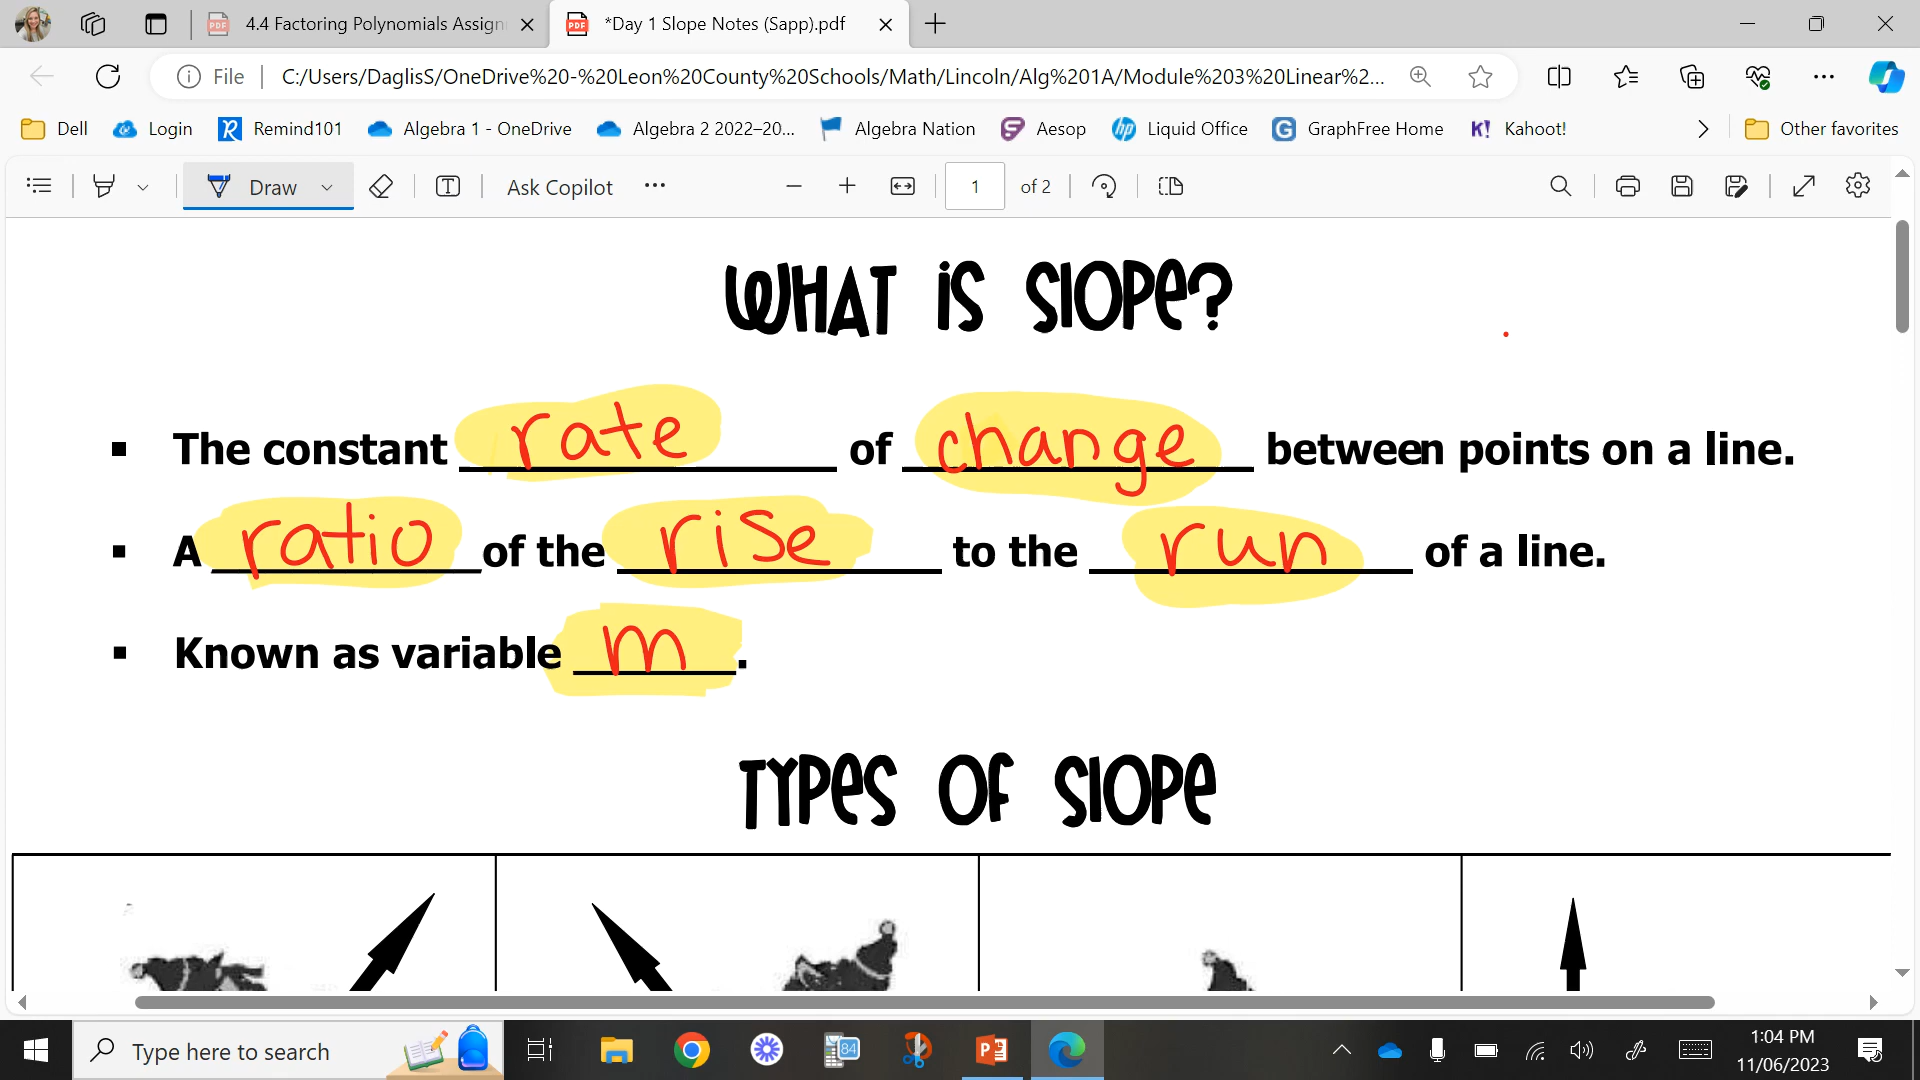 4.4 Factoring Polynomials Assign
*Day 1 Slope Notes (Sapp).pdf
File
C:/Users/DaglisS/OneDrive%20-%20Leon%20County%20Schools/Math/Lincoln/Alg%201A/Module%203%20Linear%2...
Dell Login Remind101 Algebra 1 - OneDrive Algebra 2 2022–20... Algebra Nation Aesop Liquid Office GraphFree Home K! Kahoot! Other favorites
Draw Ask Copilot ... 1 of 2
WHAT IS SLOPE?
▪ The constant rate of change between points on a line.
▪ A ratio of the rise to the run of a line.
▪ Known as variable m.
TYPES OF SLOPE
Type here to search
84
1:04 PM
11/06/2023